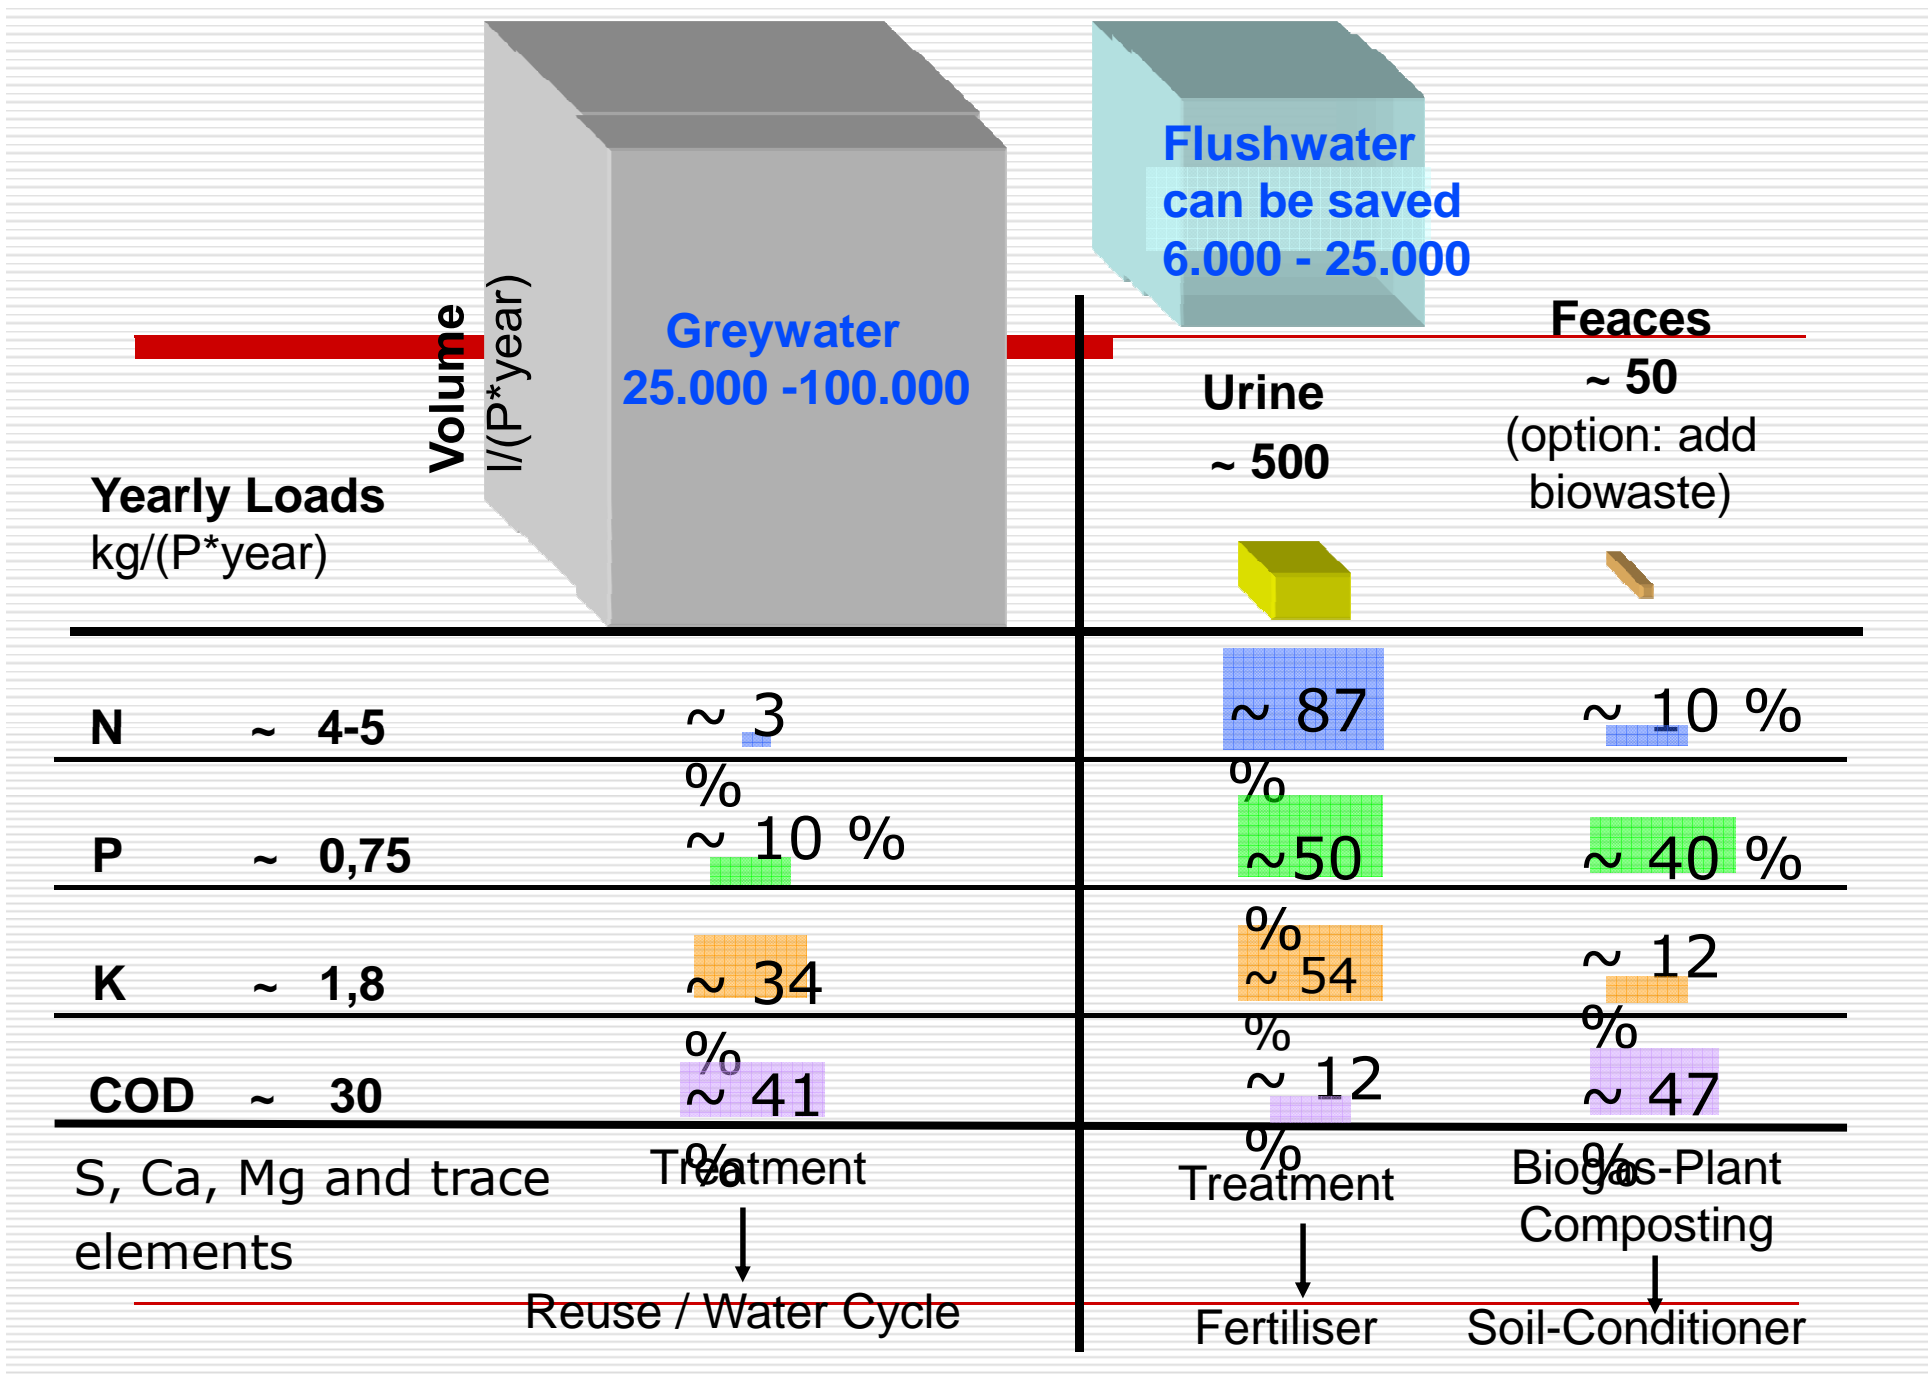 Flushwater
can be saved
6.000 - 25.000
Greywater
25.000 -100.000
Volume
l/(P*year)
Feaces
~ 50
(option: add
biowaste)
Urine
~ 500
Yearly Loads
kg/(P*year)
N ~ 4-5 ~ 3 % ~ 87 % ~ 10 %
P ~ 0,75 ~ 10 % ~50 % ~ 40 %
K ~ 1,8 ~ 34 % ~ 54 % ~ 12 %
COD ~ 30 ~ 41 % ~ 12 % ~ 47 %
S, Ca, Mg and trace
elements
Treatment
Reuse / Water Cycle
Treatment
Fertiliser
Biogas-Plant
Composting
Soil-Conditioner